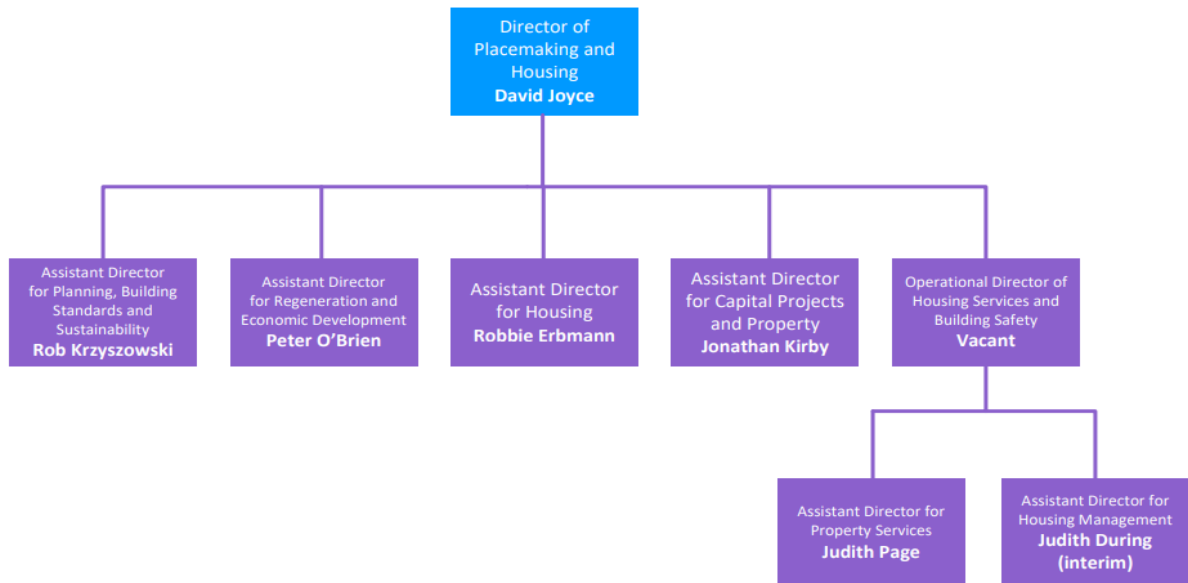 Director of
Placemaking and
Housing
David Joyce
Assistant Director
for Planning, Building
Standards and
Sustainability
Rob Krzyszowski
Assistant Director
for Regeneration and
Economic Development
Peter O’Brien
Assistant Director
for Housing
Robbie Erbmann
Assistant Director
for Capital Projects
and Property
Jonathan Kirby
Operational Director of
Housing Services and
Building Safety
Vacant
Assistant Director for
Property Services
Judith Page
Assistant Director for
Housing Management
Judith During
(interim)